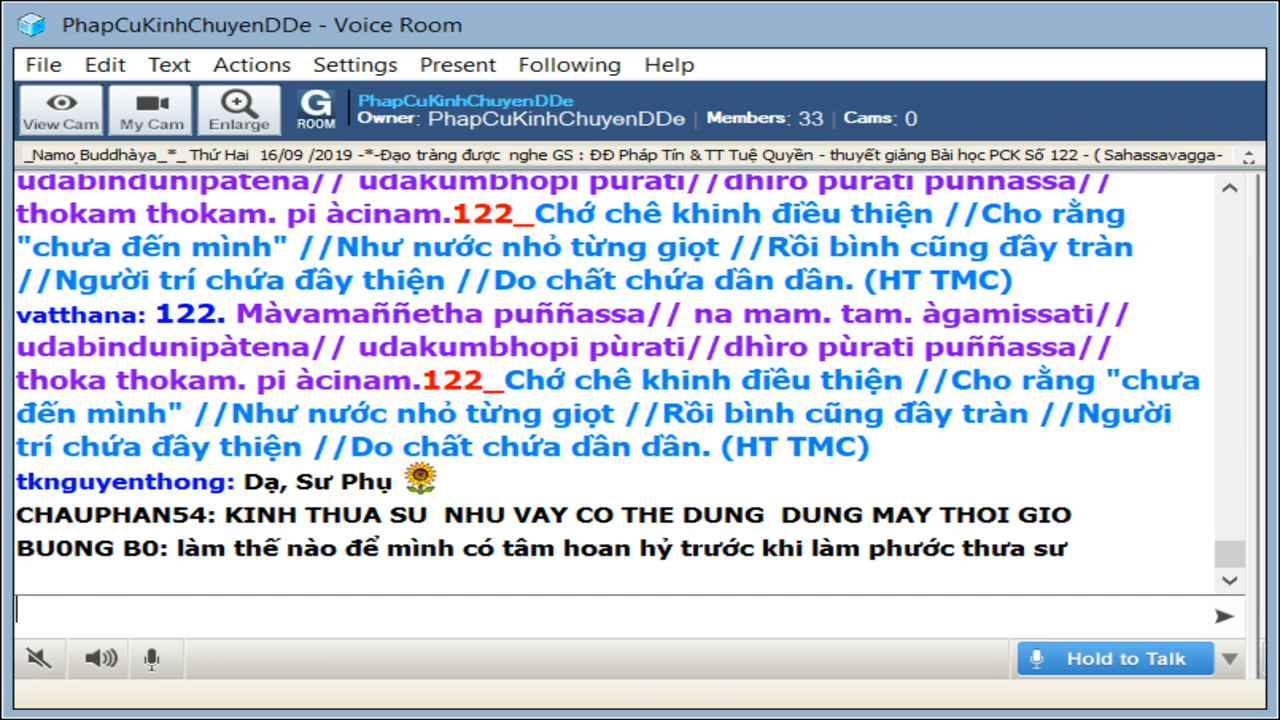 PhapCuKinhChuyenDDe - Voice Room
File Edit Text Actions Settings Present Following Help
View Cam My Cam Enlarge G ROOM
PhapCuKinhChuyenDDe
Owner: PhapCuKinhChuyenDDe | Members: 33 | Cams: 0
_Namo Buddhàya_*_ Thứ Hai 16/09 /2019 -*-Đạo tràng được nghe GS : ĐĐ Pháp Tín & TT Tuệ Quyền - thuyết giảng Bài học PCK Số 122 - ( Sahassavagga-
udabindunipàtena// udakumbhopi pùrati//dhìro pùrati puññassa//
thokam thokam. pi àcinam.122_Chớ chê khinh điều thiện //Cho rằng
"chưa đến mình" //Như nước nhỏ từng giọt //Rồi bình cũng đầy tràn
//Người trí chứa đầy thiện //Do chất chứa dần dần. (HT TMC)
vatthana: 122. Màvamaññetha puññassa// na mam. tam. àgamissati//
udabindunipàtena// udakumbhopi pùrati//dhìro pùrati puññassa//
thoka thokam. pi àcinam.122_Chớ chê khinh điều thiện //Cho rằng "chưa
đến mình" //Như nước nhỏ từng giọt //Rồi bình cũng đầy tràn //Người
trí chứa đầy thiện //Do chất chứa dần dần. (HT TMC)
tknguyenthong: Dạ, Sư Phụ
CHAUPHAN54: KINH THUA SU NHU VAY CO THE DUNG DUNG MAY THOI GIO
BU0NG B0: làm thế nào để mình có tâm hoan hỷ trước khi làm phước thưa sư
Hold to Talk